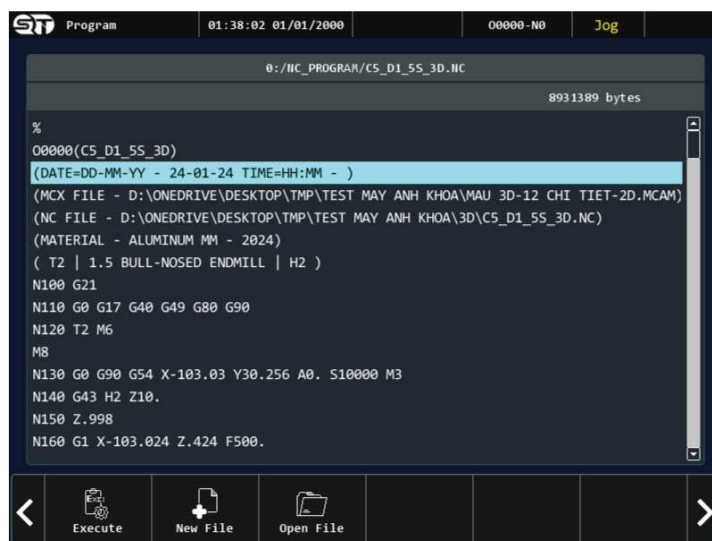 ST Program 01:38:02 01/01/2000 O0000-N0 Jog
0:/NC_PROGRAM/C5_D1_5S_3D.NC
8931389 bytes
%
O0000(C5_D1_5S_3D)
(DATE=DD-MM-YY - 24-01-24 TIME=HH:MM - )
(MCX FILE - D:\ONEDRIVE\DESKTOP\TMP\TEST MAY ANH KHOA\MAU 3D-12 CHI TIET-2D.MCAM)
(NC FILE - D:\ONEDRIVE\DESKTOP\TMP\TEST MAY ANH KHOA\3D\C5_D1_5S_3D.NC)
(MATERIAL - ALUMINUM MM - 2024)
( T2 | 1.5 BULL-NOSED ENDMILL | H2 )
N100 G21
N110 G0 G17 G40 G49 G80 G90
N120 T2 M6
M8
N130 G0 G90 G54 X-103.03 Y30.256 A0. S10000 M3
N140 G43 H2 Z10.
N150 Z.998
N160 G1 X-103.024 Z.424 F500.
Exc:
Execute New File Open File